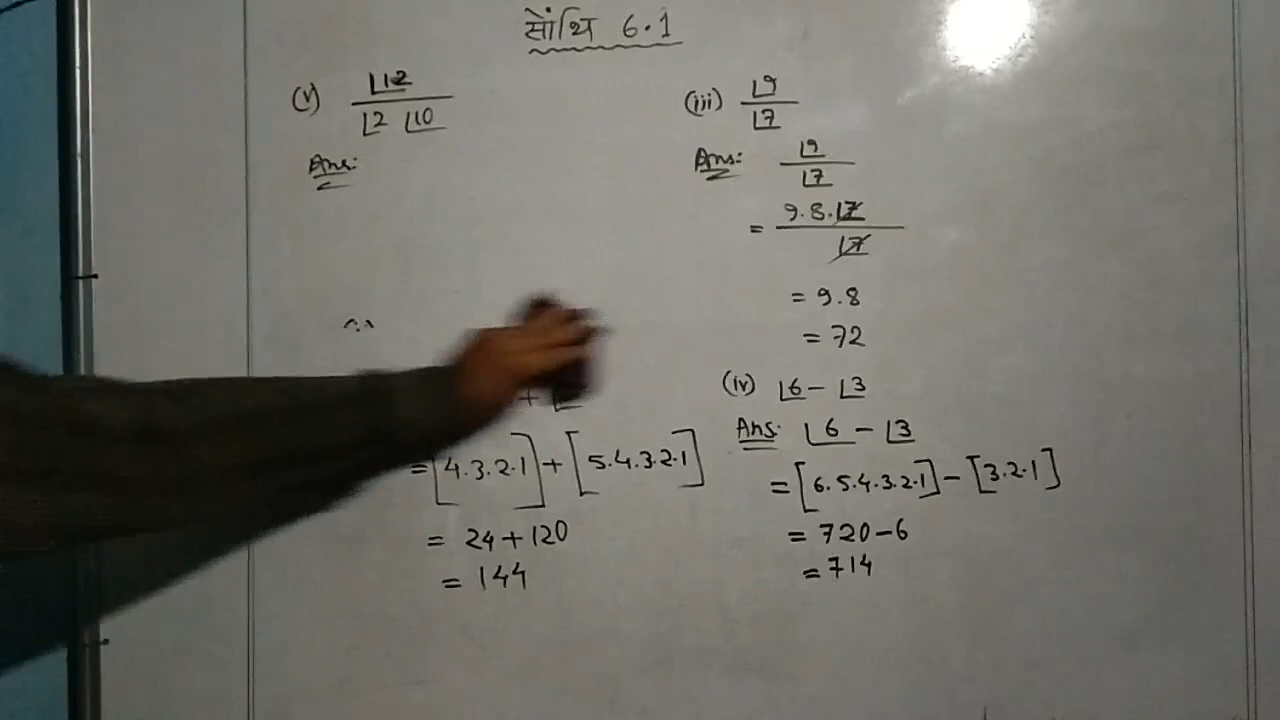 सोंथि 6.1
(v) ⌊12
⌊2 ⌊10
Ans:
∴
+ ⌊
= [4.3.2.1] + [5.4.3.2.1]
= 24 + 120
= 144
(iii) ⌊9
⌊7
Ans: ⌊9
⌊7
= 9.8.⌊7
⌊7
= 9.8
= 72
(iv) ⌊6 - ⌊3
Ans: ⌊6 - ⌊3
= [6.5.4.3.2.1] - [3.2.1]
= 720 - 6
= 714